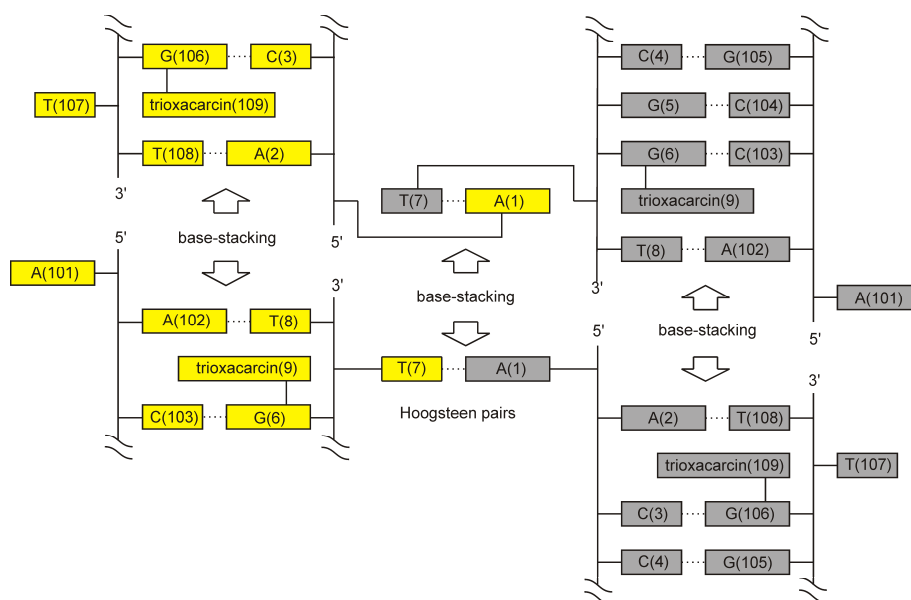 G(106) C(3) C(4) G(105)
T(107) trioxacarcin(109) G(5) C(104)
T(108) A(2) G(6) C(103)
3' T(7) A(1) trioxacarcin(9)
5' base-stacking 5' T(8) A(102)
A(101) 3' base-stacking 3' A(101)
A(102) T(8) 5' base-stacking 5'
trioxacarcin(9) T(7) A(1) 3'
C(103) G(6) Hoogsteen pairs A(2) T(108)
trioxacarcin(109) T(107)
C(3) G(106)
C(4) G(105)